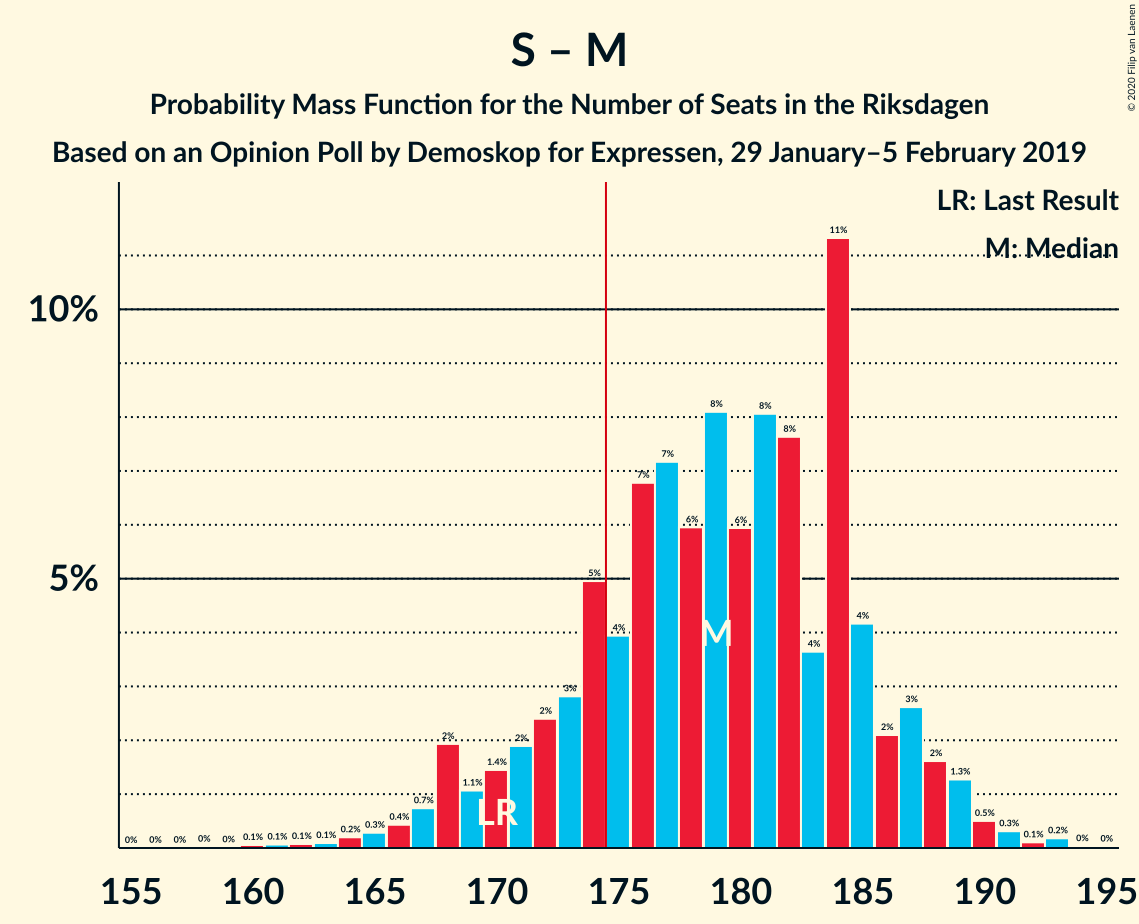 S – M
Probability Mass Function for the Number of Seats in the Riksdagen
Based on an Opinion Poll by Demoskop for Expressen, 29 January–5 February 2019
© 2020 Filip van Laenen
LR: Last Result
M: Median
10%
5%
0% 0% 0% 0% 0% 0.1% 0.1% 0.1% 0.1% 0.2% 0.3% 0.4% 0.7% 2% 1.1% 1.4% 2% 2% 3% 5% 4% 7% 7% 6% 8% 6% 8% 8% 4% 11% 4% 2% 3% 2% 1.3% 0.5% 0.3% 0.1% 0.2% 0% 0%
M
LR
155 160 165 170 175 180 185 190 195